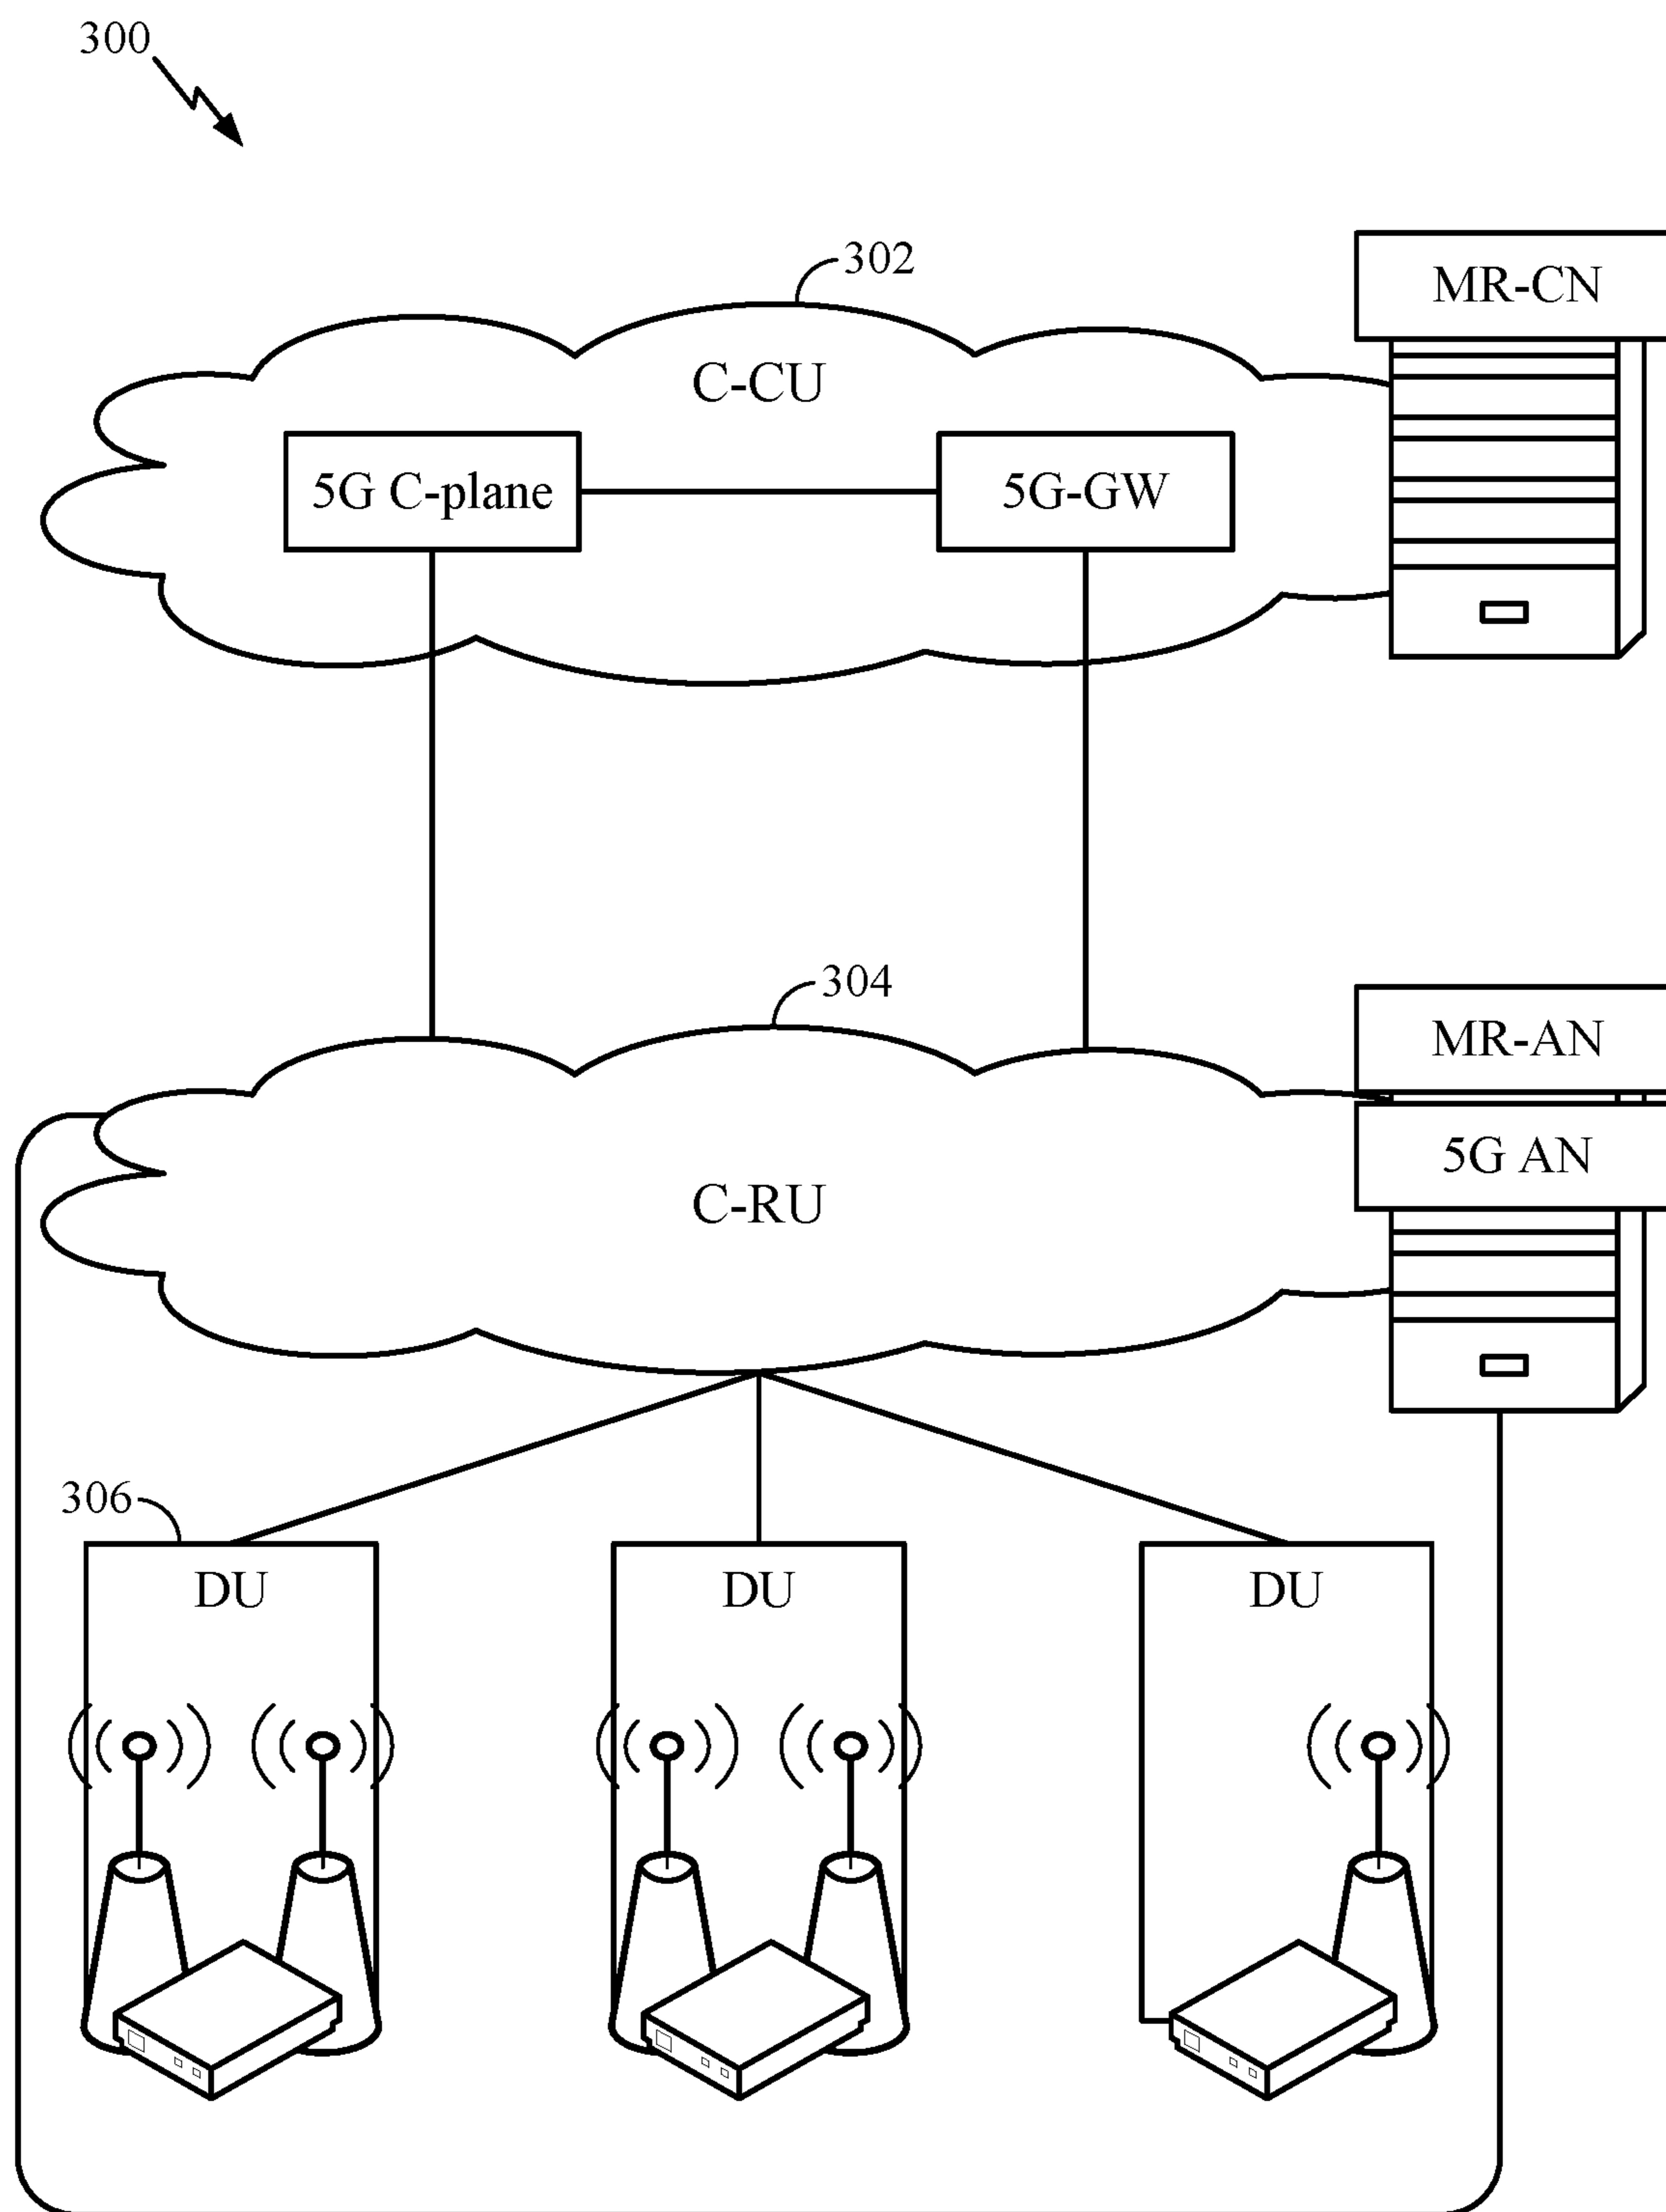 300
302
MR-CN
C-CU
5G C-plane
5G-GW
304
MR-AN
5G AN
C-RU
306
DU
DU
DU